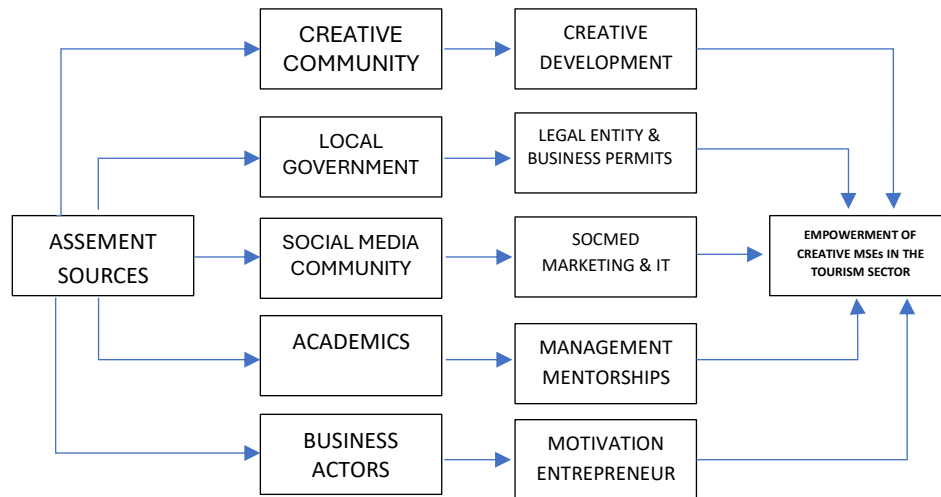 CREATIVE
COMMUNITY
CREATIVE
DEVELOPMENT
LOCAL
GOVERNMENT
LEGAL ENTITY &
BUSINESS PERMITS
ASSEMENT
SOURCES
SOCIAL MEDIA
COMMUNITY
SOCMED
MARKETING & IT
EMPOWERMENT OF
CREATIVE MSEs IN THE
TOURISM SECTOR
ACADEMICS
MANAGEMENT
MENTORSHIPS
BUSINESS
ACTORS
MOTIVATION
ENTREPRENEUR